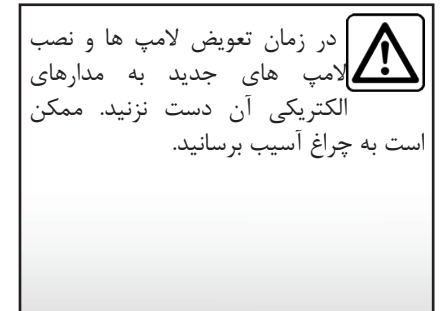 در زمان تعویض لامپ ها و نصب
لامپ های جدید به مدارهای
الکتریکی آن دست نزنید. ممکن
است به چراغ آسیب برسانید.